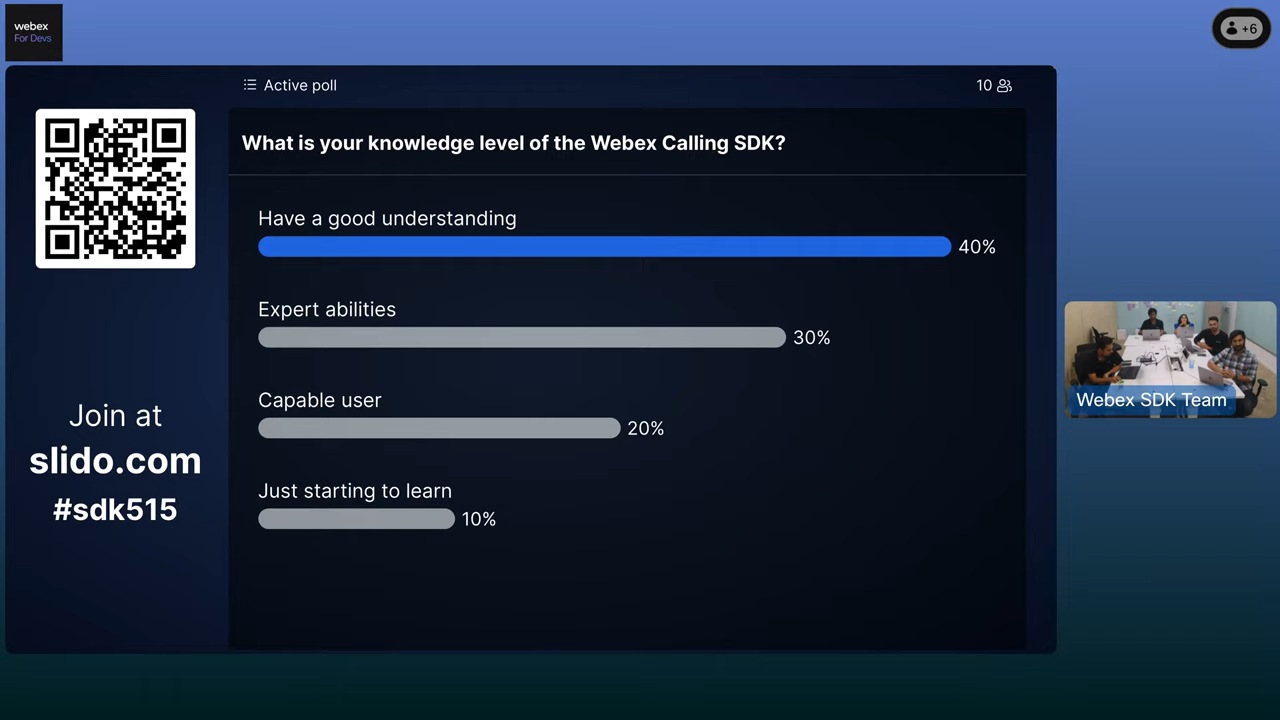 webex
For Devs
+6
Active poll
10
What is your knowledge level of the Webex Calling SDK?
Have a good understanding
40%
Expert abilities
30%
Capable user
20%
Just starting to learn
10%
Join at
slido.com
#sdk515
Webex SDK Team